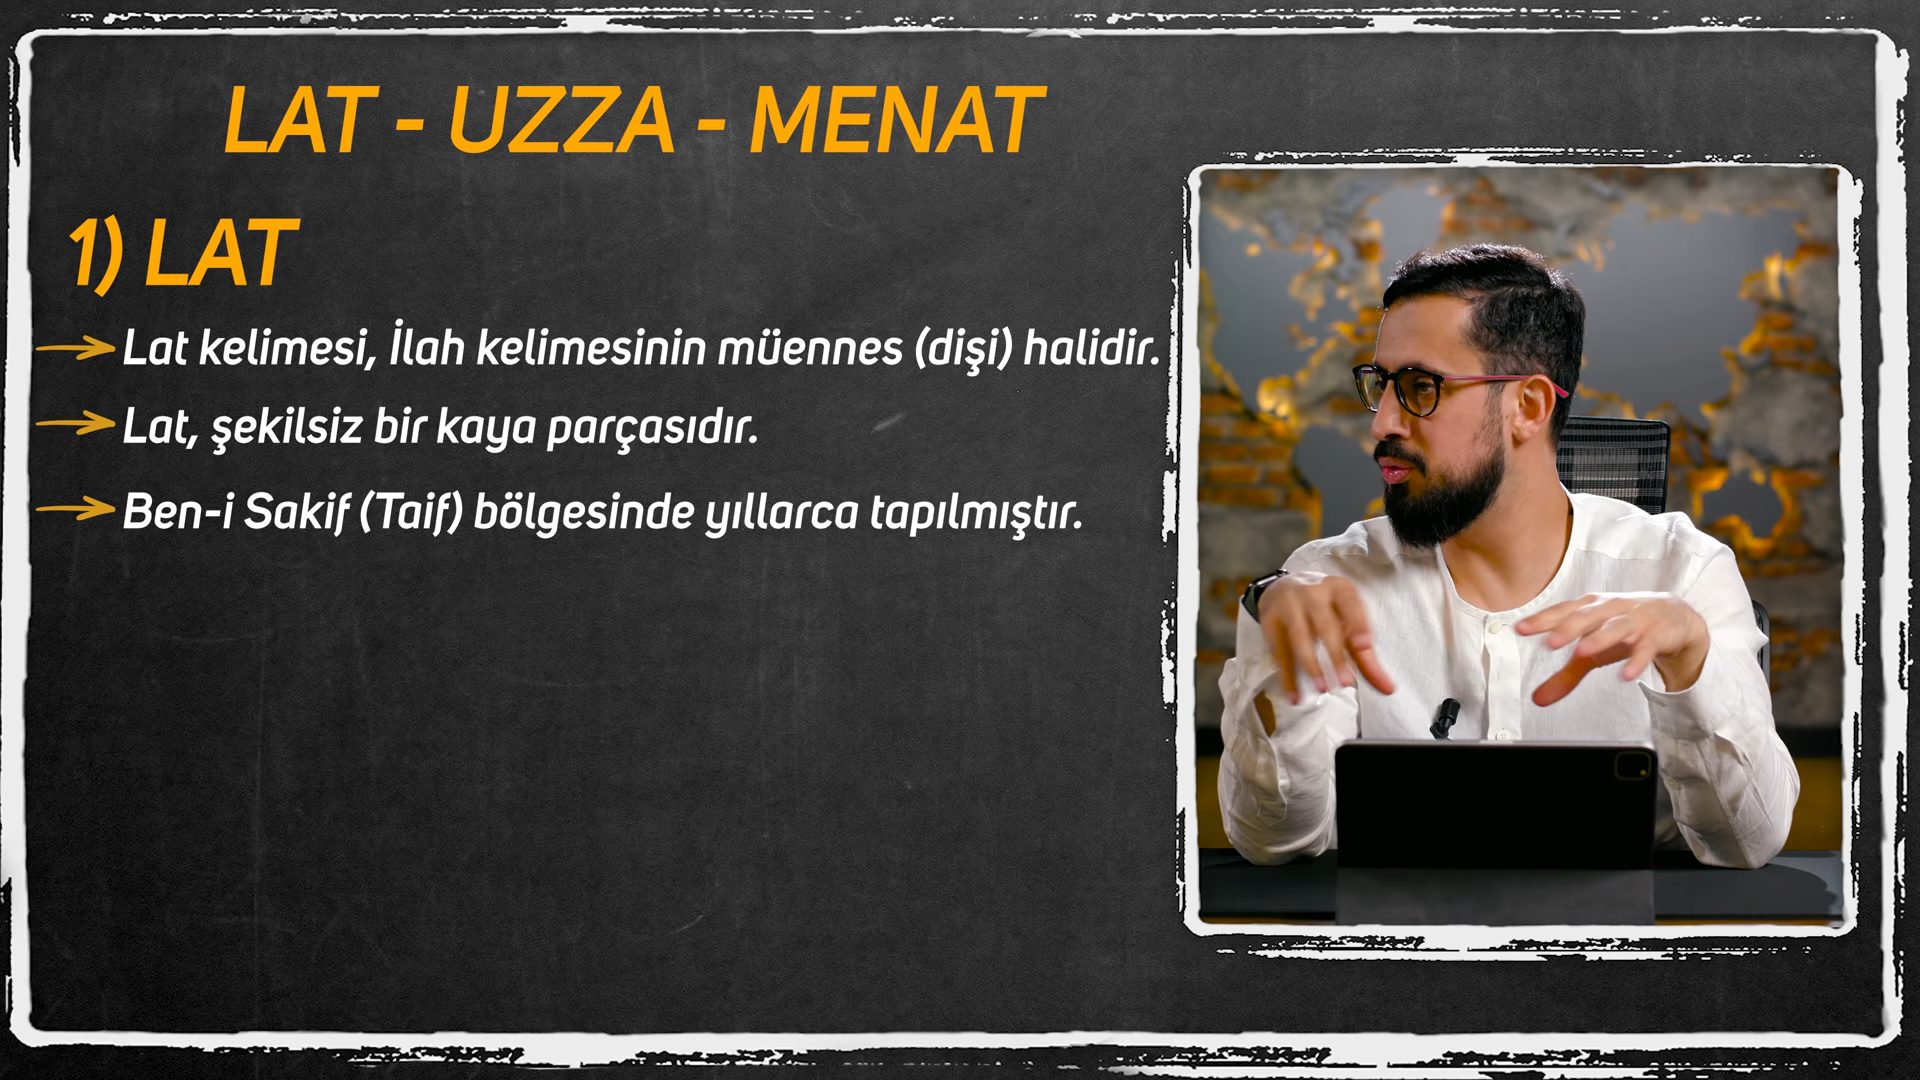 LAT - UZZA - MENAT
1) LAT
Lat kelimesi, İlah kelimesinin müennes (dişi) halidir.
Lat, şekilsiz bir kaya parçasıdır.
Ben-i Sakif (Taif) bölgesinde yıllarca tapılmıştır.